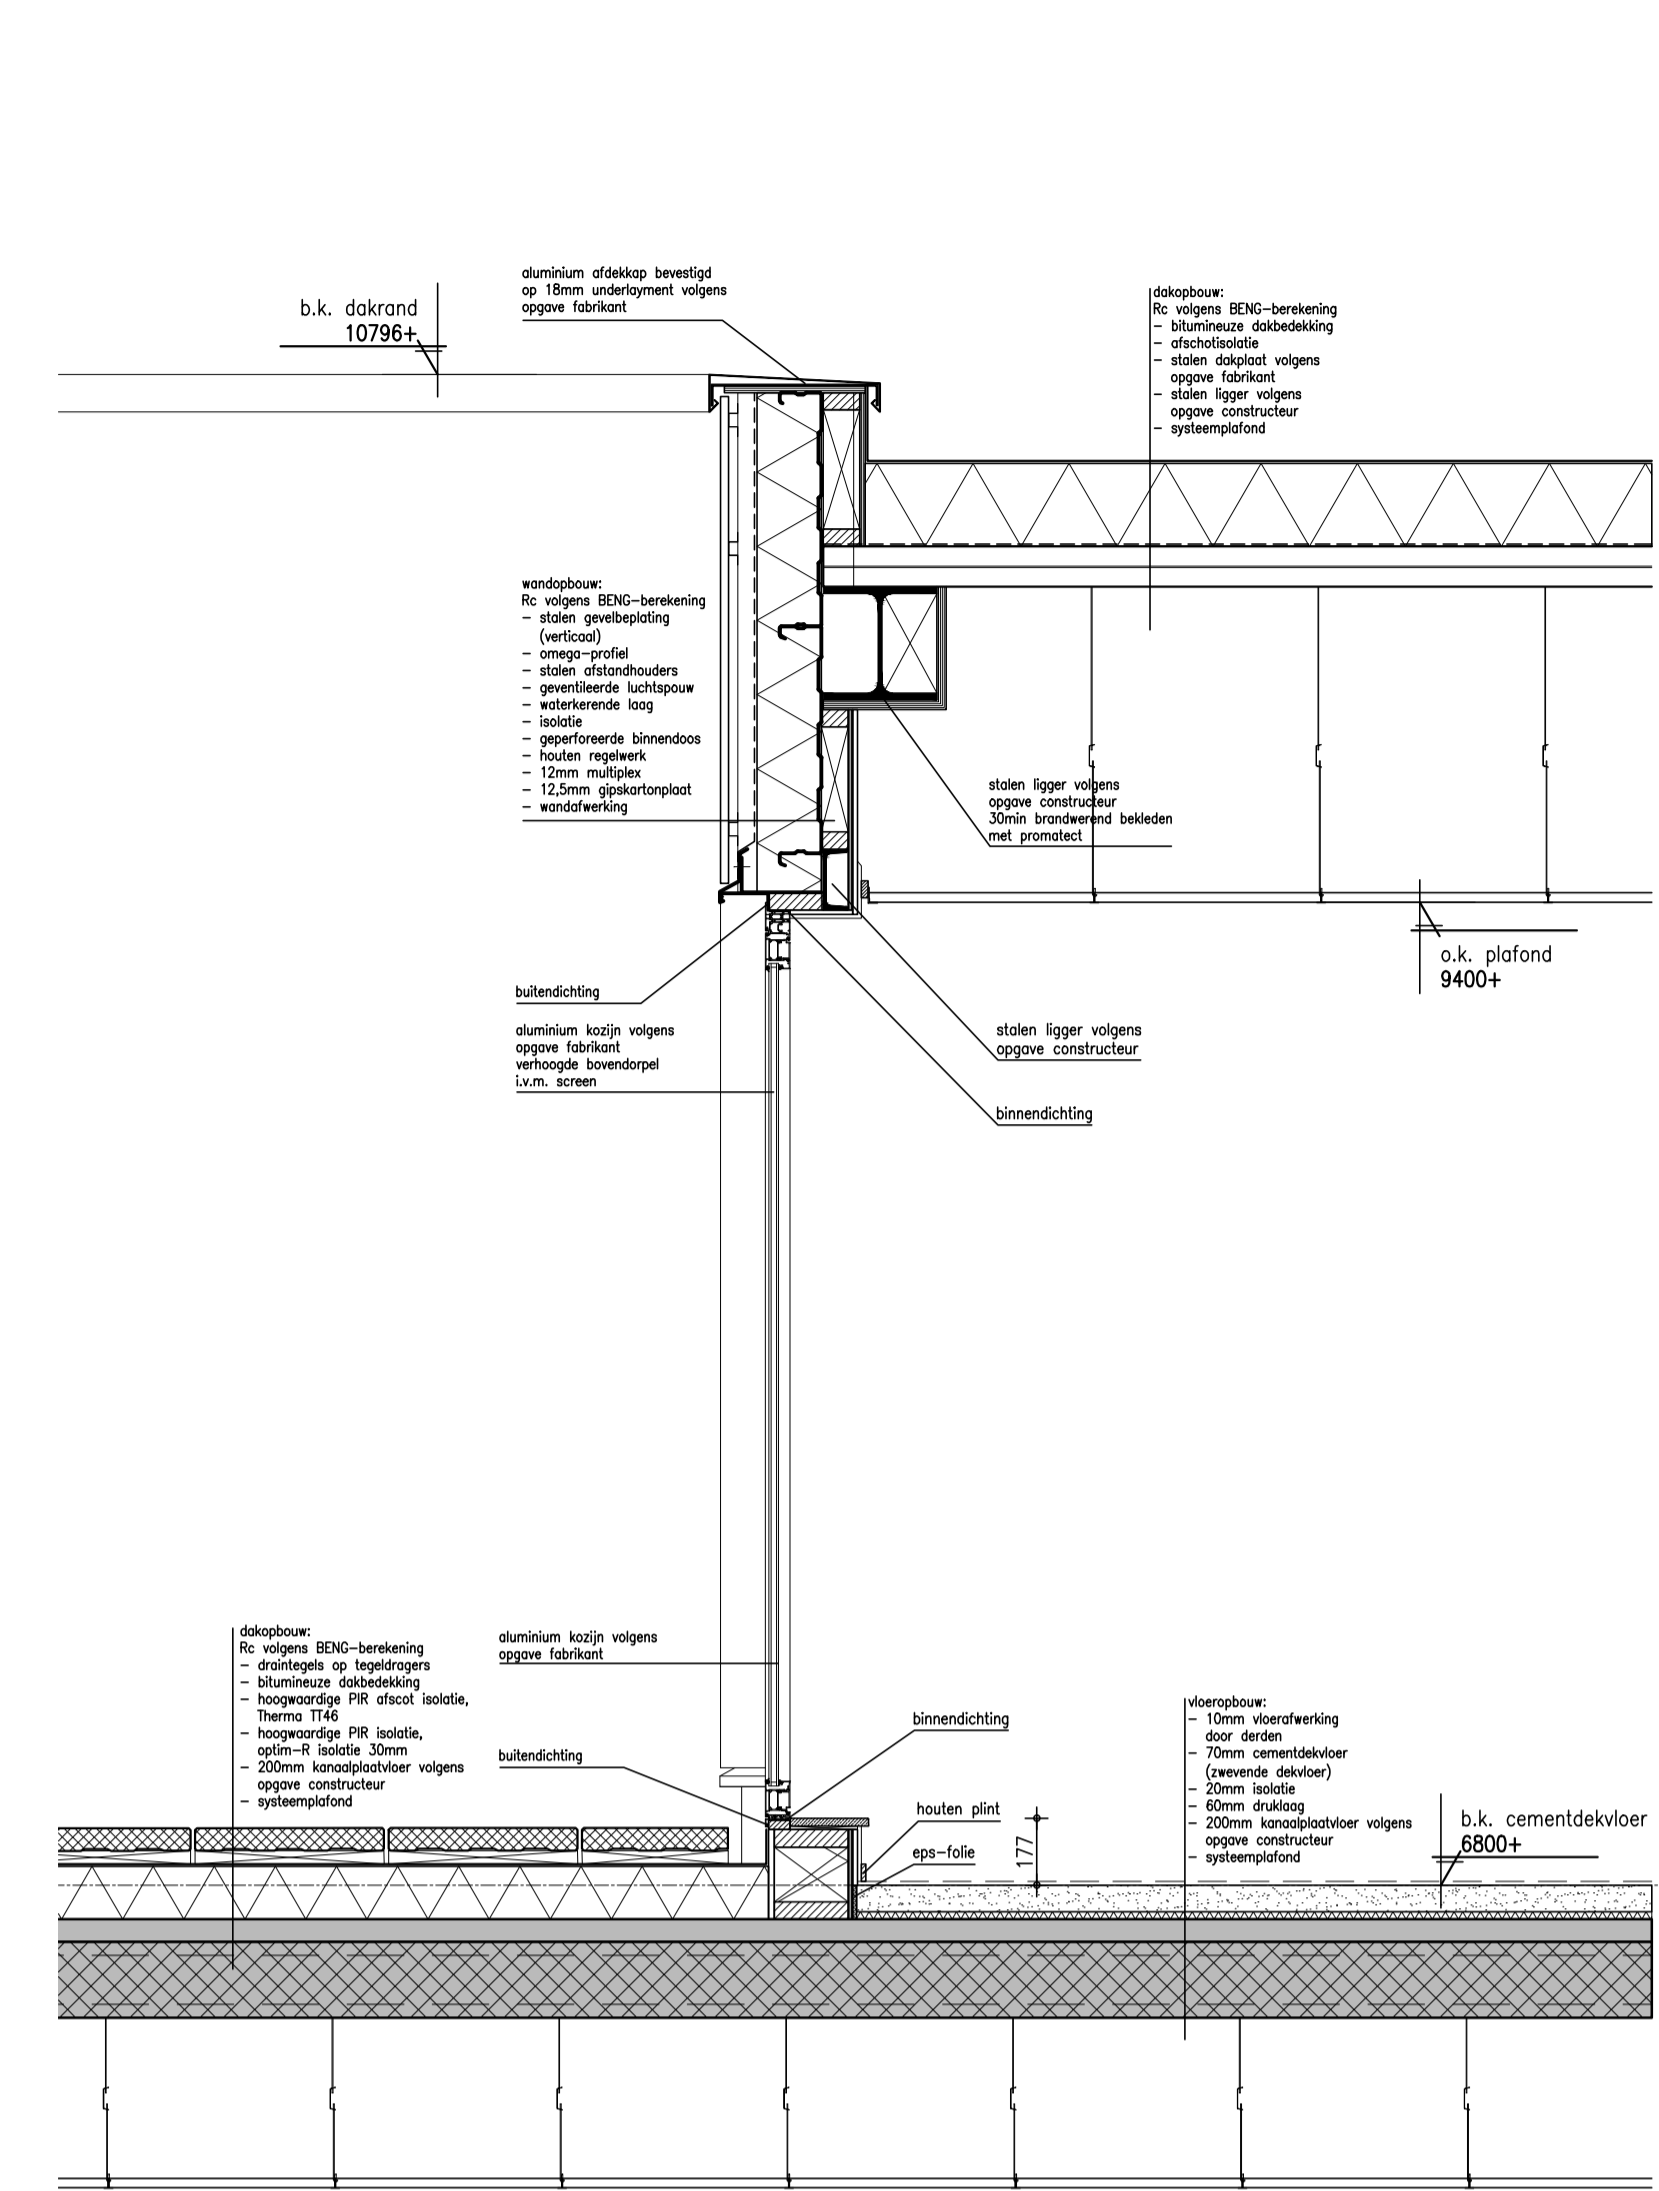 aluminium afdekkap bevestigd
op 18mm underlayment volgens
opgave fabrikant
b.k. dakrand
10796+
dakopbouw:
Rc volgens BENG-berekening
- bitumineuze dakbedekking
- afschotisolatie
- stalen dakplaat volgens
opgave fabrikant
- stalen ligger volgens
opgave constructeur
- systeemplafond
wandopbouw:
Rc volgens BENG-berekening
- stalen gevelbeplating
(verticaal)
- omega-profiel
- stalen afstandhouders
- geventileerde luchtspouw
- waterkerende laag
- isolatie
- geperforeerde binnendoos
- houten regelwerk
- 12mm multiplex
- 12,5mm gipskartonplaat
- wandafwerking
stalen ligger volgens
opgave constructeur
30min brandwerend bekleden
met promatect
o.k. plafond
9400+
buitendichting
aluminium kozijn volgens
opgave fabrikant
verhoogde bovendorpel
i.v.m. screen
stalen ligger volgens
opgave constructeur
binnendichting
dakopbouw:
Rc volgens BENG-berekening
- draintegels op tegeldragers
- bitumineuze dakbedekking
- hoogwaardige PIR afscot isolatie,
Therma TT46
- hoogwaardige PIR isolatie,
optim-R isolatie 30mm
- 200mm kanaalplaatvloer volgens
opgave constructeur
- systeemplafond
aluminium kozijn volgens
opgave fabrikant
buitendichting
binnendichting
houten plint
eps-folie
177
vloeropbouw:
- 10mm vloerafwerking
door derden
- 70mm cementdekvloer
(zwevende dekvloer)
- 20mm isolatie
- 60mm druklaag
- 200mm kanaalplaatvloer volgens
opgave constructeur
- systeemplafond
b.k. cementdekvloer
6800+